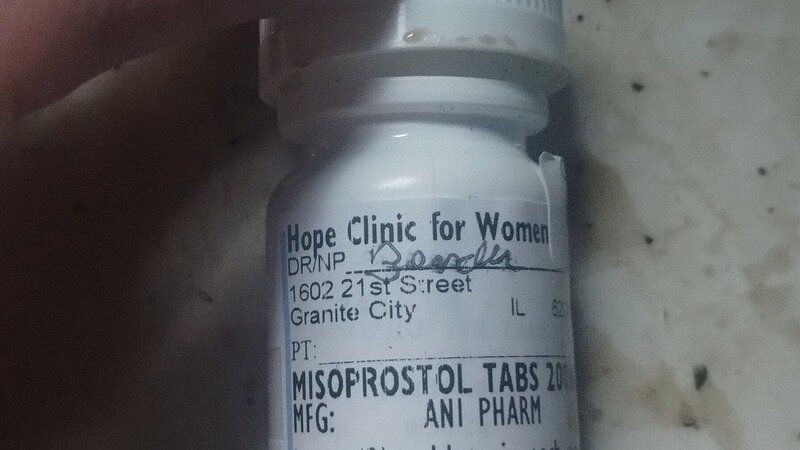 Hope Clinic for Women
DR/NP
1602 21st Street
Granite City IL
PT:
MISOPROSTOL TABS
MFG: ANI PHARM